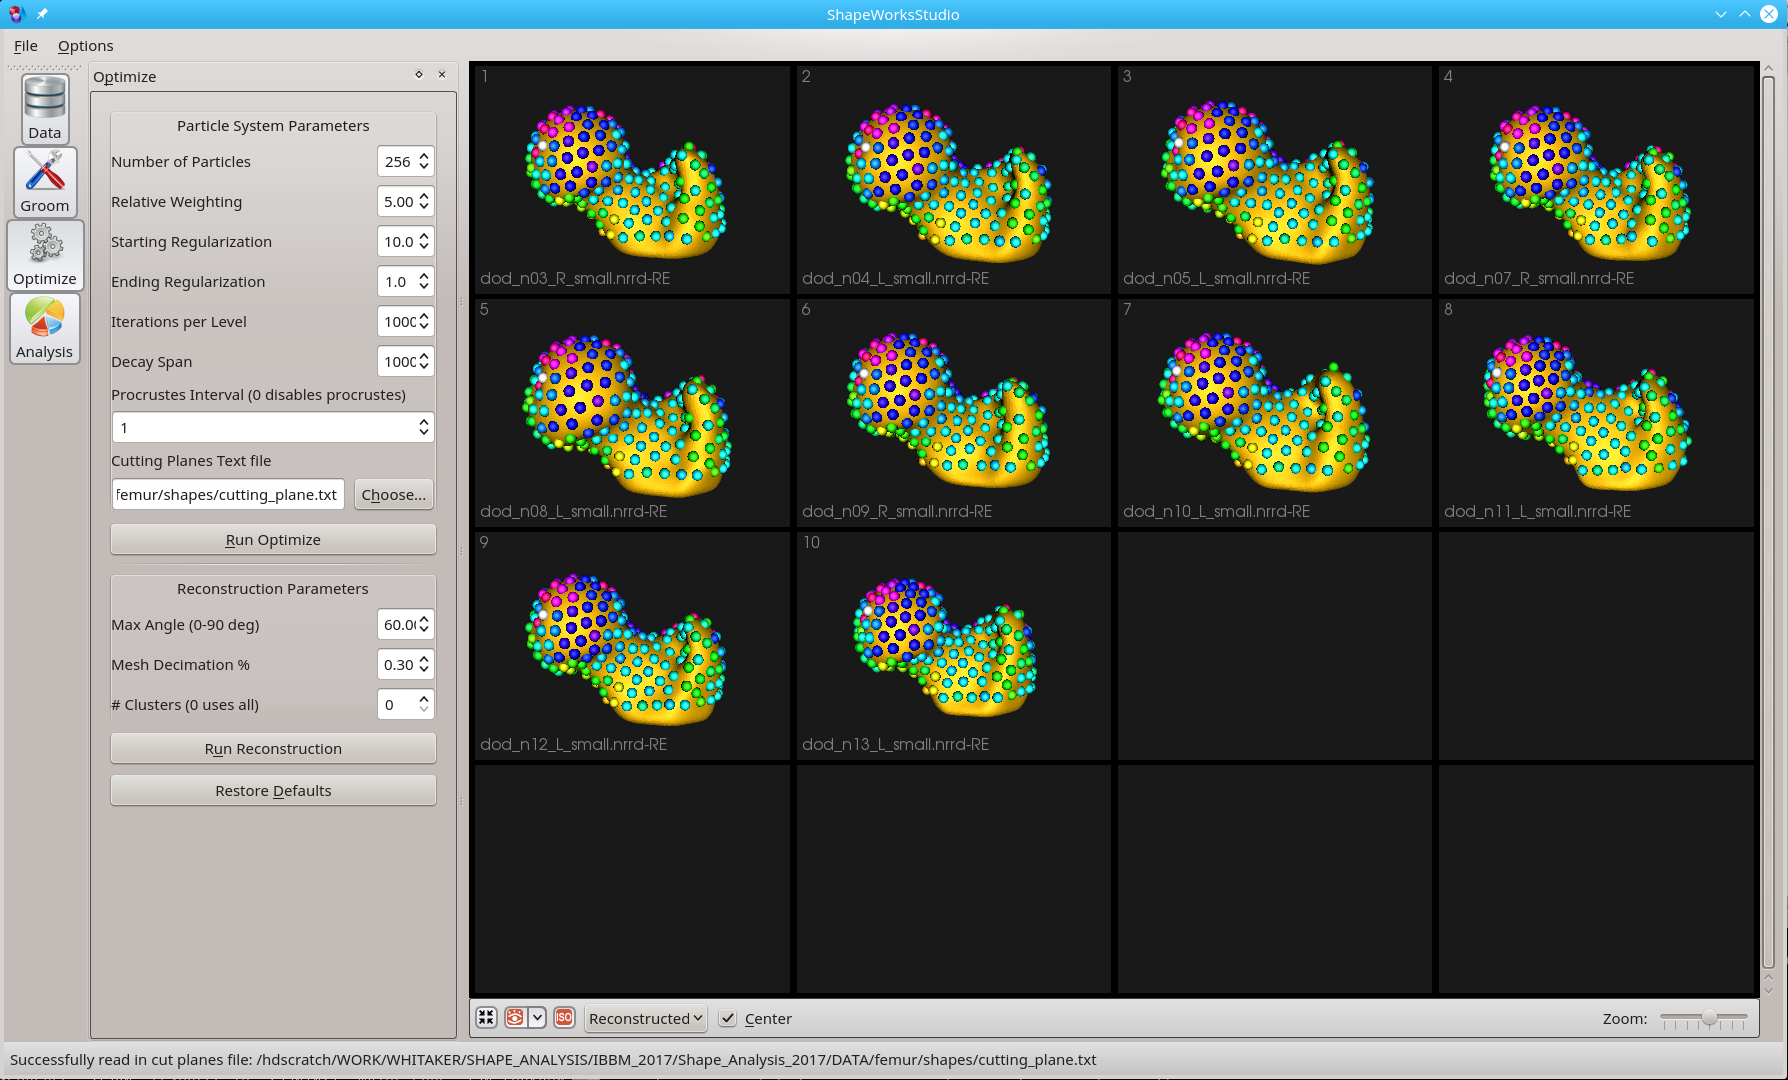 ShapeWorksStudio
File Options
Data
Groom
Optimize
Analysis
Optimize
Particle System Parameters
Number of Particles 256
Relative Weighting 5.00
Starting Regularization 10.0
Ending Regularization 1.0
Iterations per Level 1000
Decay Span 1000
Procrustes Interval (0 disables procrustes)
1
Cutting Planes Text file
femur/shapes/cutting_plane.txt Choose...
Run Optimize
Reconstruction Parameters
Max Angle (0-90 deg) 60.00
Mesh Decimation % 0.30
# Clusters (0 uses all) 0
Run Reconstruction
Restore Defaults
1 2 3 4
dod_n03_R_small.nrrd-RE dod_n04_L_small.nrrd-RE dod_n05_L_small.nrrd-RE dod_n07_R_small.nrrd-RE
5 6 7 8
dod_n08_L_small.nrrd-RE dod_n09_R_small.nrrd-RE dod_n10_L_small.nrrd-RE dod_n11_L_small.nrrd-RE
9 10
dod_n12_L_small.nrrd-RE dod_n13_L_small.nrrd-RE
ISO Reconstructed Center Zoom:
Successfully read in cut planes file: /hdscratch/WORK/WHITAKER/SHAPE_ANALYSIS/IBBM_2017/Shape_Analysis_2017/DATA/femur/shapes/cutting_plane.txt